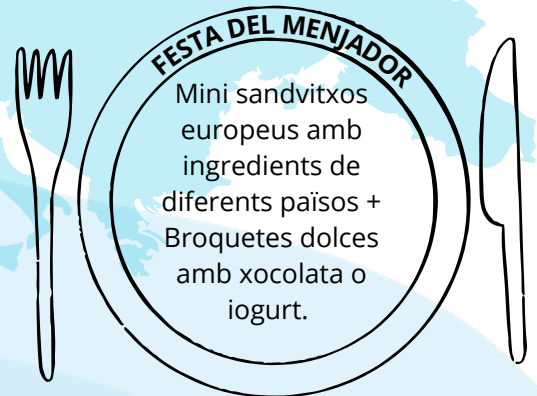 FESTA DEL MENJADOR
Mini sandvitxos
europeus amb
ingredients de
diferents països +
Broquetes dolces
amb xocolata o
iogurt.